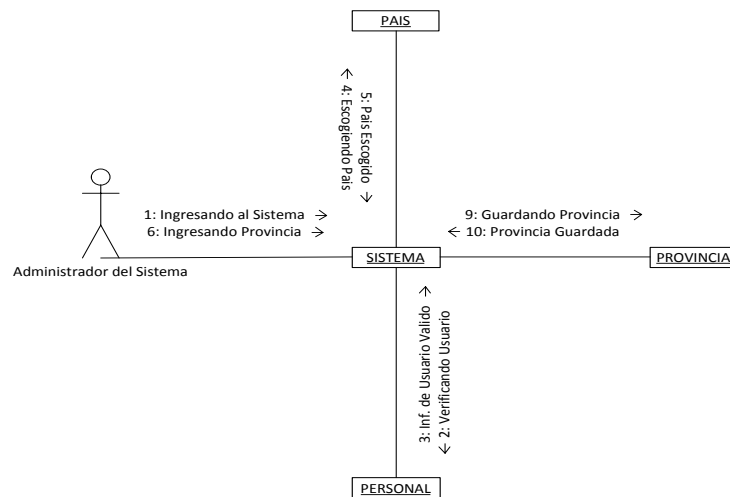 PAIS
4: Escogiendo Pais
5: Pais Escogido
1: Ingresando al Sistema
6: Ingresando Provincia
9: Guardando Provincia
10: Provincia Guardada
Administrador del Sistema
SISTEMA
PROVINCIA
3: Inf. de Usuario Valido
2: Verificando Usuario
PERSONAL